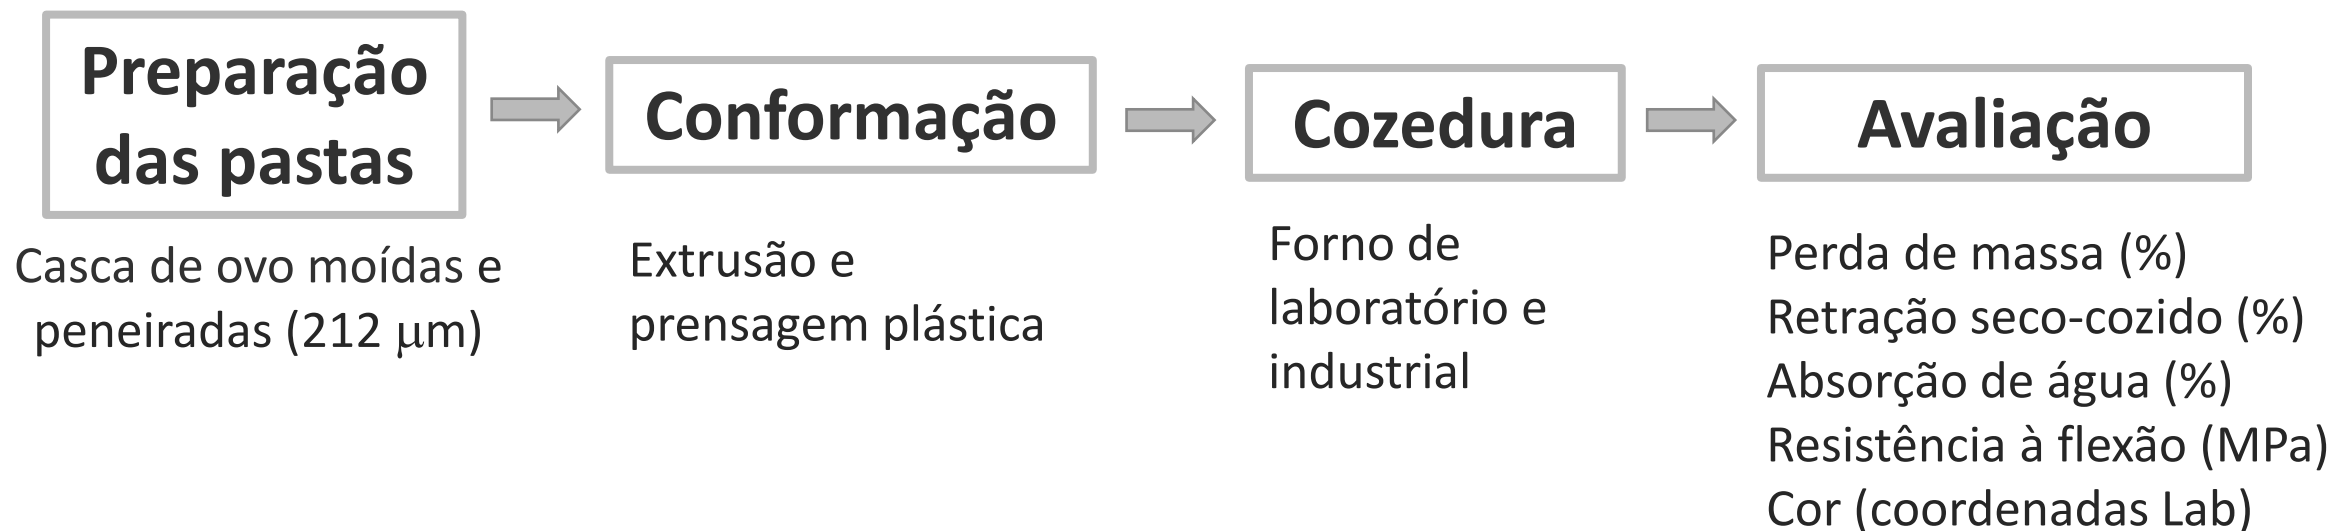 Preparação
das pastas
Casca de ovo moídas e
peneiradas (212 μm)
Conformação
Extrusão e
prensagem plástica
Cozedura
Forno de
laboratório e
industrial
Avaliação
Perda de massa (%)
Retração seco-cozido (%)
Absorção de água (%)
Resistência à flexão (MPa)
Cor (coordenadas Lab)